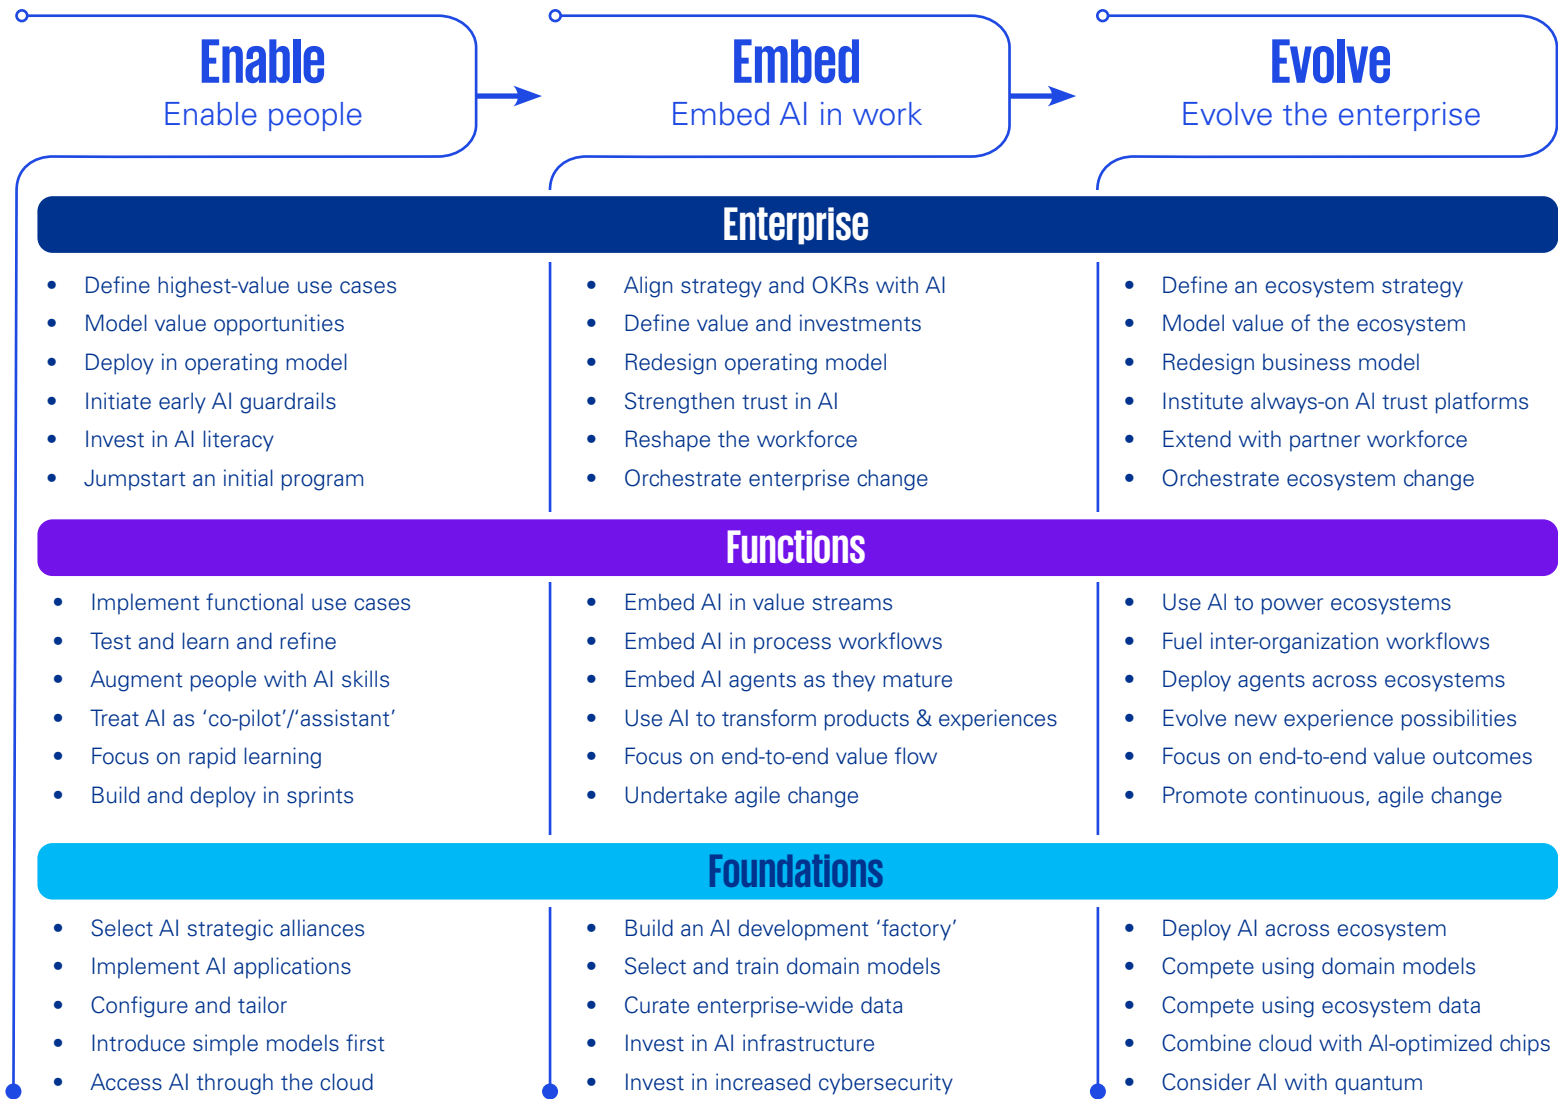 Enable
Enable people
Embed
Embed AI in work
Evolve
Evolve the enterprise
Enterprise
• Define highest-value use cases
• Model value opportunities
• Deploy in operating model
• Initiate early AI guardrails
• Invest in AI literacy
• Jumpstart an initial program
• Align strategy and OKRs with AI
• Define value and investments
• Redesign operating model
• Strengthen trust in AI
• Reshape the workforce
• Orchestrate enterprise change
• Define an ecosystem strategy
• Model value of the ecosystem
• Redesign business model
• Institute always-on AI trust platforms
• Extend with partner workforce
• Orchestrate ecosystem change
Functions
• Implement functional use cases
• Test and learn and refine
• Augment people with AI skills
• Treat AI as ‘co-pilot’/‘assistant’
• Focus on rapid learning
• Build and deploy in sprints
• Embed AI in value streams
• Embed AI in process workflows
• Embed AI agents as they mature
• Use AI to transform products & experiences
• Focus on end-to-end value flow
• Undertake agile change
• Use AI to power ecosystems
• Fuel inter-organization workflows
• Deploy agents across ecosystems
• Evolve new experience possibilities
• Focus on end-to-end value outcomes
• Promote continuous, agile change
Foundations
• Select AI strategic alliances
• Implement AI applications
• Configure and tailor
• Introduce simple models first
• Access AI through the cloud
• Build an AI development ‘factory’
• Select and train domain models
• Curate enterprise-wide data
• Invest in AI infrastructure
• Invest in increased cybersecurity
• Deploy AI across ecosystem
• Compete using domain models
• Compete using ecosystem data
• Combine cloud with AI-optimized chips
• Consider AI with quantum